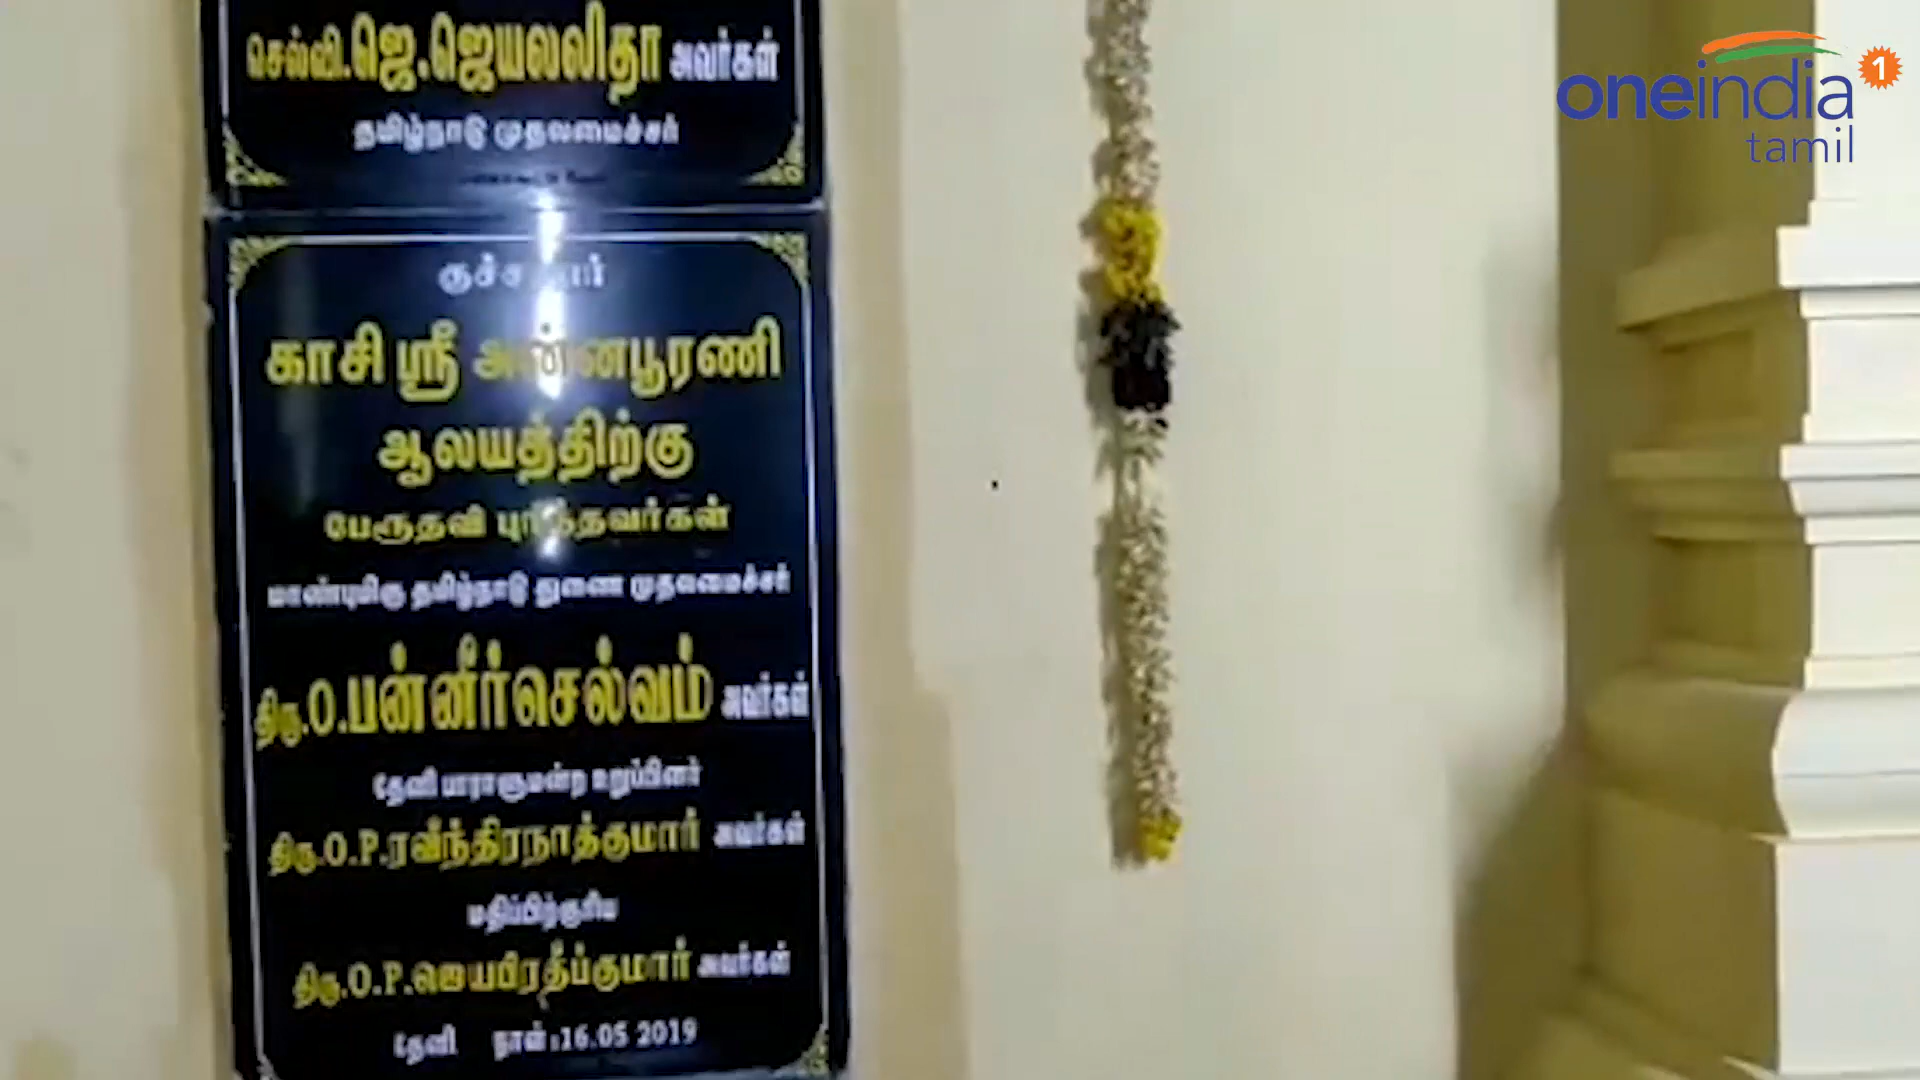 செல்வி.ஜெ.ஜெயலலிதா அவர்கள்
தமிழ்நாடு முதலமைச்சர்
காசி ஸ்ரீ அன்னபூரணி
ஆலயத்திற்கு
பேருதவி புரிந்தவர்கள்
மாண்புமிகு தமிழ்நாடு துணை முதலமைச்சர்
திரு.O.பன்னீர்செல்வம் அவர்கள்
தேனி பாராளுமன்ற உறுப்பினர்
திரு.O.P.ரவீந்திரநாத்குமார் அவர்கள்
மதிப்பிற்குரிய
திரு.O.P.ஜெயபிரதீப்குமார் அவர்கள்
தேனி நாள்:16.05 2019
oneindia 1
tamil